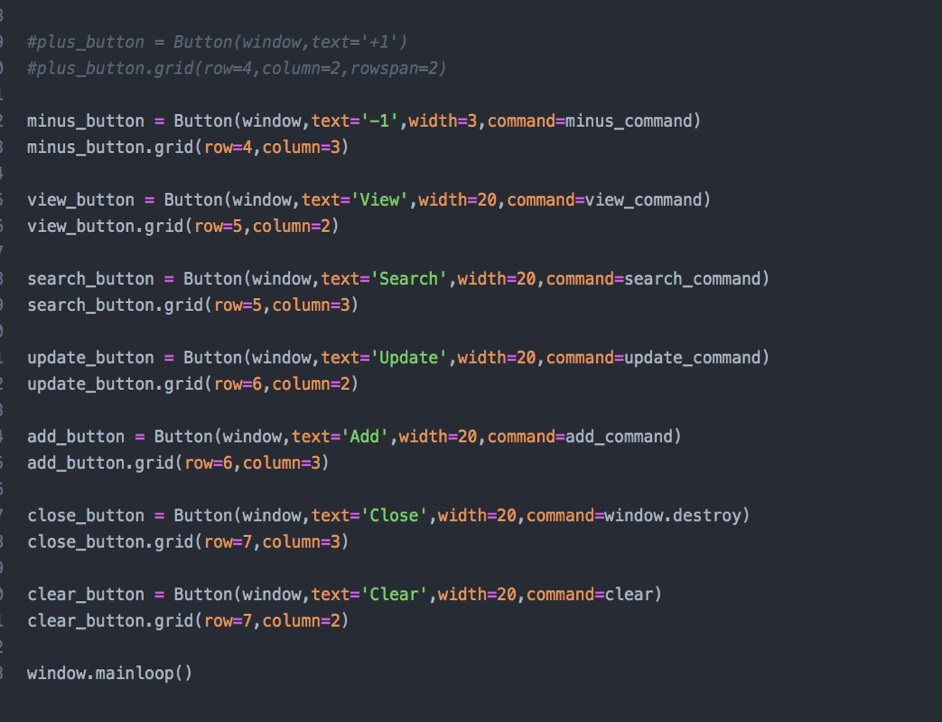 #plus_button = Button(window,text='+1')
#plus_button.grid(row=4,column=2,rowspan=2)
minus_button = Button(window,text='-1',width=3,command=minus_command)
minus_button.grid(row=4,column=3)
view_button = Button(window,text='View',width=20,command=view_command)
view_button.grid(row=5,column=2)
search_button = Button(window,text='Search',width=20,command=search_command)
search_button.grid(row=5,column=3)
update_button = Button(window,text='Update',width=20,command=update_command)
update_button.grid(row=6,column=2)
add_button = Button(window,text='Add',width=20,command=add_command)
add_button.grid(row=6,column=3)
close_button = Button(window,text='Close',width=20,command=window.destroy)
close_button.grid(row=7,column=3)
clear_button = Button(window,text='Clear',width=20,command=clear)
clear_button.grid(row=7,column=2)
window.mainloop()